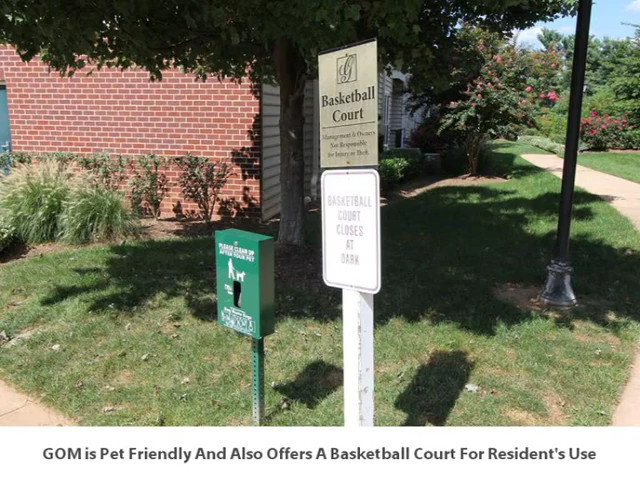 G
Basketball
Court
Management & Owners
Not Responsible
for Injury or Theft
BASKETBALL
COURT
CLOSES
AT
DARK
PLEASE CLEAN UP
AFTER YOUR PET
GOM is Pet Friendly And Also Offers A Basketball Court For Resident's Use